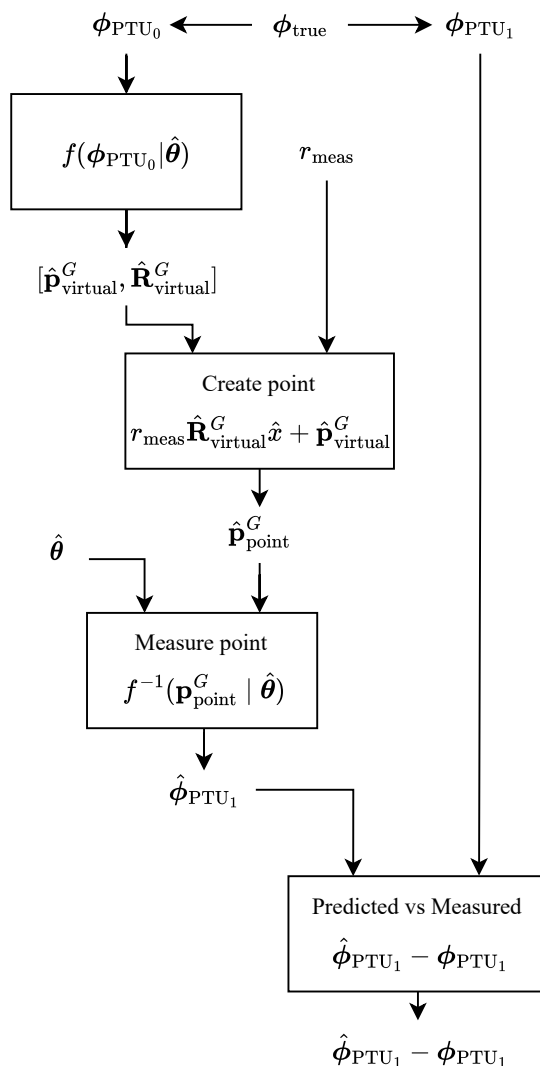 ϕ_PTU₀ ϕ_true ϕ_PTU₁
f(ϕ_PTU₀|θ̂)
r_meas
[p̂^G_virtual, R̂^G_virtual]
Create point
r_meas R̂^G_virtual x̂ + p̂^G_virtual
p̂^G_point
θ̂
Measure point
f⁻¹(p^G_point | θ̂)
ϕ̂_PTU₁
Predicted vs Measured
ϕ̂_PTU₁ − ϕ_PTU₁
ϕ̂_PTU₁ − ϕ_PTU₁